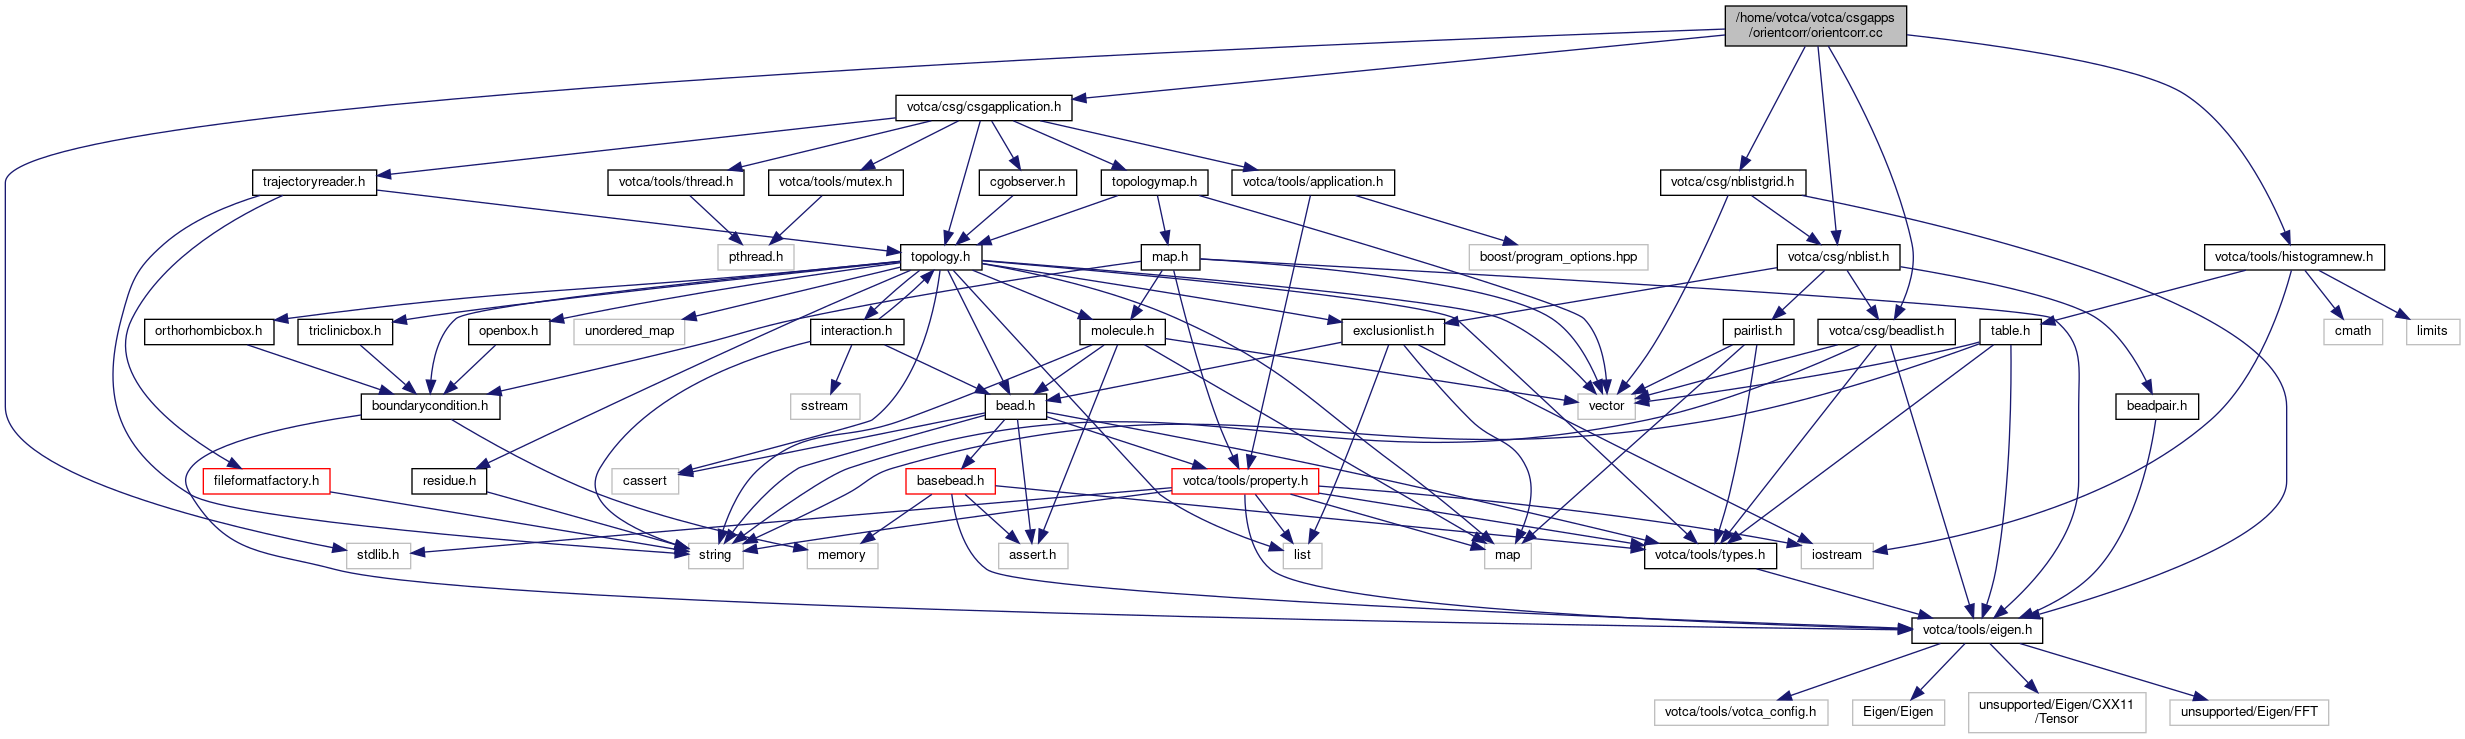 /home/votca/votca/csgapps
/orientcorr/orientcorr.cc
votca/csg/csgapplication.h
trajectoryreader.h
votca/tools/thread.h
votca/tools/mutex.h
cgobserver.h
topologymap.h
votca/tools/application.h
votca/csg/nblistgrid.h
pthread.h
topology.h
map.h
boost/program_options.hpp
votca/csg/nblist.h
votca/tools/histogramnew.h
orthorhombicbox.h
triclinicbox.h
openbox.h
unordered_map
interaction.h
molecule.h
exclusionlist.h
pairlist.h
votca/csg/beadlist.h
table.h
cmath
limits
boundarycondition.h
sstream
bead.h
vector
beadpair.h
fileformatfactory.h
residue.h
cassert
basebead.h
votca/tools/property.h
stdlib.h
string
memory
assert.h
list
map
votca/tools/types.h
iostream
votca/tools/eigen.h
votca/tools/votca_config.h
Eigen/Eigen
unsupported/Eigen/CXX11
/Tensor
unsupported/Eigen/FFT